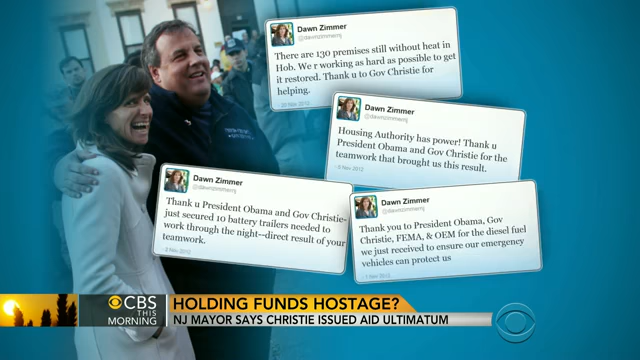 Dawn Zimmer
@dawnzimmernj
There are 130 premises still without heat in
Hob. We r working as hard as possible to get
it restored. Thank u to Gov Christie for
helping.
Dawn Zimmer
@dawnzimmernj
Housing Authority has power! Thank u
President Obama and Gov Christie for the
teamwork that brought us this result.
Dawn Zimmer
@dawnzimmernj
Thank u President Obama and Gov Christie-
just secured 10 battery trailers needed to
work through the night--direct result of your
teamwork.
Dawn Zimmer
@dawnzimmernj
Thank you to President Obama, Gov
Christie, FEMA, & OEM for the diesel fuel
we just received to ensure our emergency
vehicles can protect us
CBS
THIS
MORNING
HOLDING FUNDS HOSTAGE?
NJ MAYOR SAYS CHRISTIE ISSUED AID ULTIMATUM